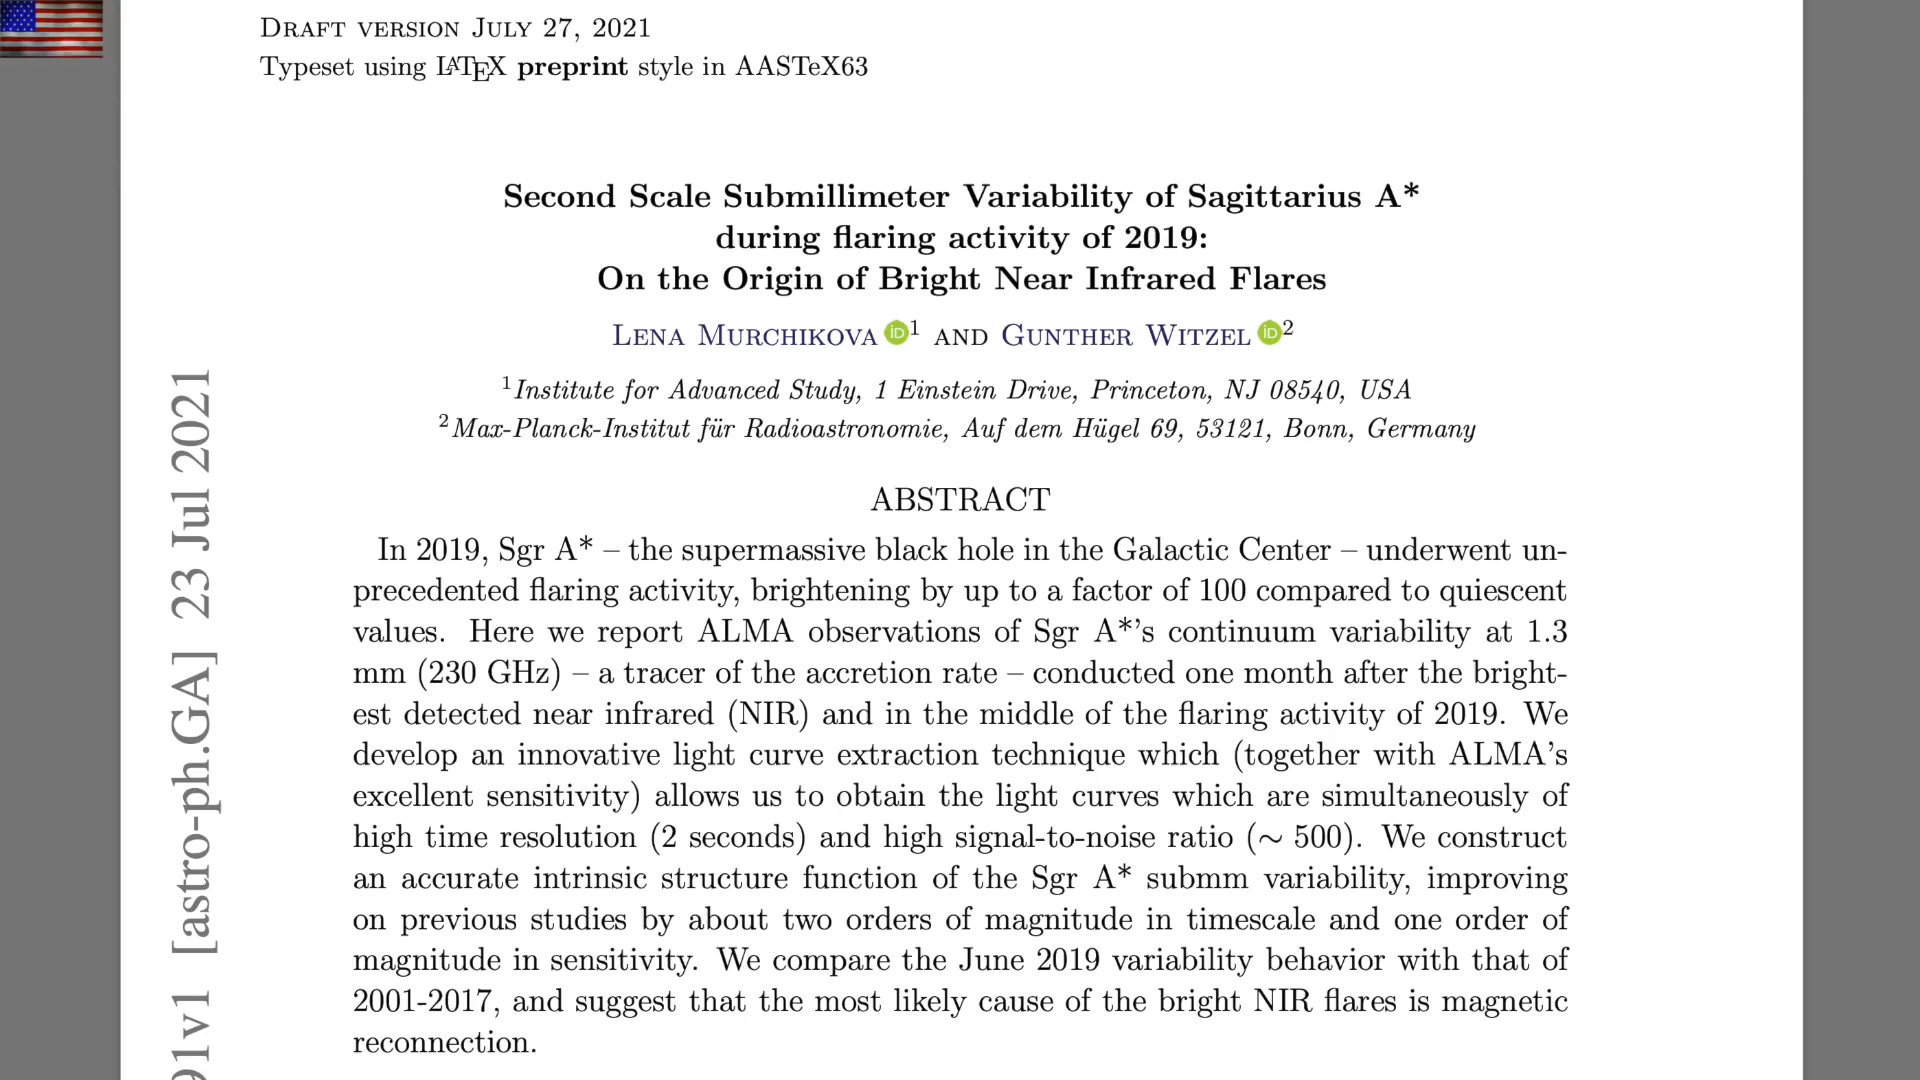 DRAFT VERSION JULY 27, 2021
Typeset using LATEX preprint style in AASTeX63
Second Scale Submillimeter Variability of Sagittarius A*
during flaring activity of 2019:
On the Origin of Bright Near Infrared Flares
LENA MURCHIKOVA iD 1 AND GUNTHER WITZEL iD 2
1 Institute for Advanced Study, 1 Einstein Drive, Princeton, NJ 08540, USA
2 Max-Planck-Institut für Radioastronomie, Auf dem Hügel 69, 53121, Bonn, Germany
ABSTRACT
In 2019, Sgr A* – the supermassive black hole in the Galactic Center – underwent un-
precedented flaring activity, brightening by up to a factor of 100 compared to quiescent
values. Here we report ALMA observations of Sgr A*'s continuum variability at 1.3
mm (230 GHz) – a tracer of the accretion rate – conducted one month after the bright-
est detected near infrared (NIR) and in the middle of the flaring activity of 2019. We
develop an innovative light curve extraction technique which (together with ALMA's
excellent sensitivity) allows us to obtain the light curves which are simultaneously of
high time resolution (2 seconds) and high signal-to-noise ratio (∼ 500). We construct
an accurate intrinsic structure function of the Sgr A* submm variability, improving
on previous studies by about two orders of magnitude in timescale and one order of
magnitude in sensitivity. We compare the June 2019 variability behavior with that of
2001-2017, and suggest that the most likely cause of the bright NIR flares is magnetic
reconnection.
91v1 [astro-ph.GA] 23 Jul 2021